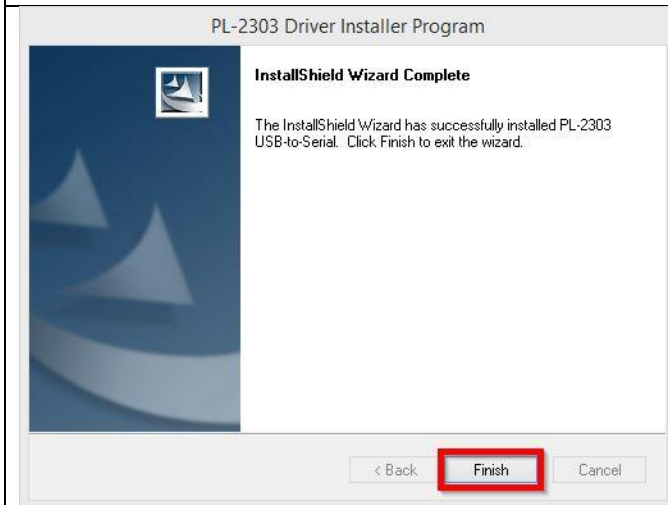 PL-2303 Driver Installer Program
InstallShield Wizard Complete
The InstallShield Wizard has successfully installed PL-2303
USB-to-Serial. Click Finish to exit the wizard.
< Back Finish Cancel